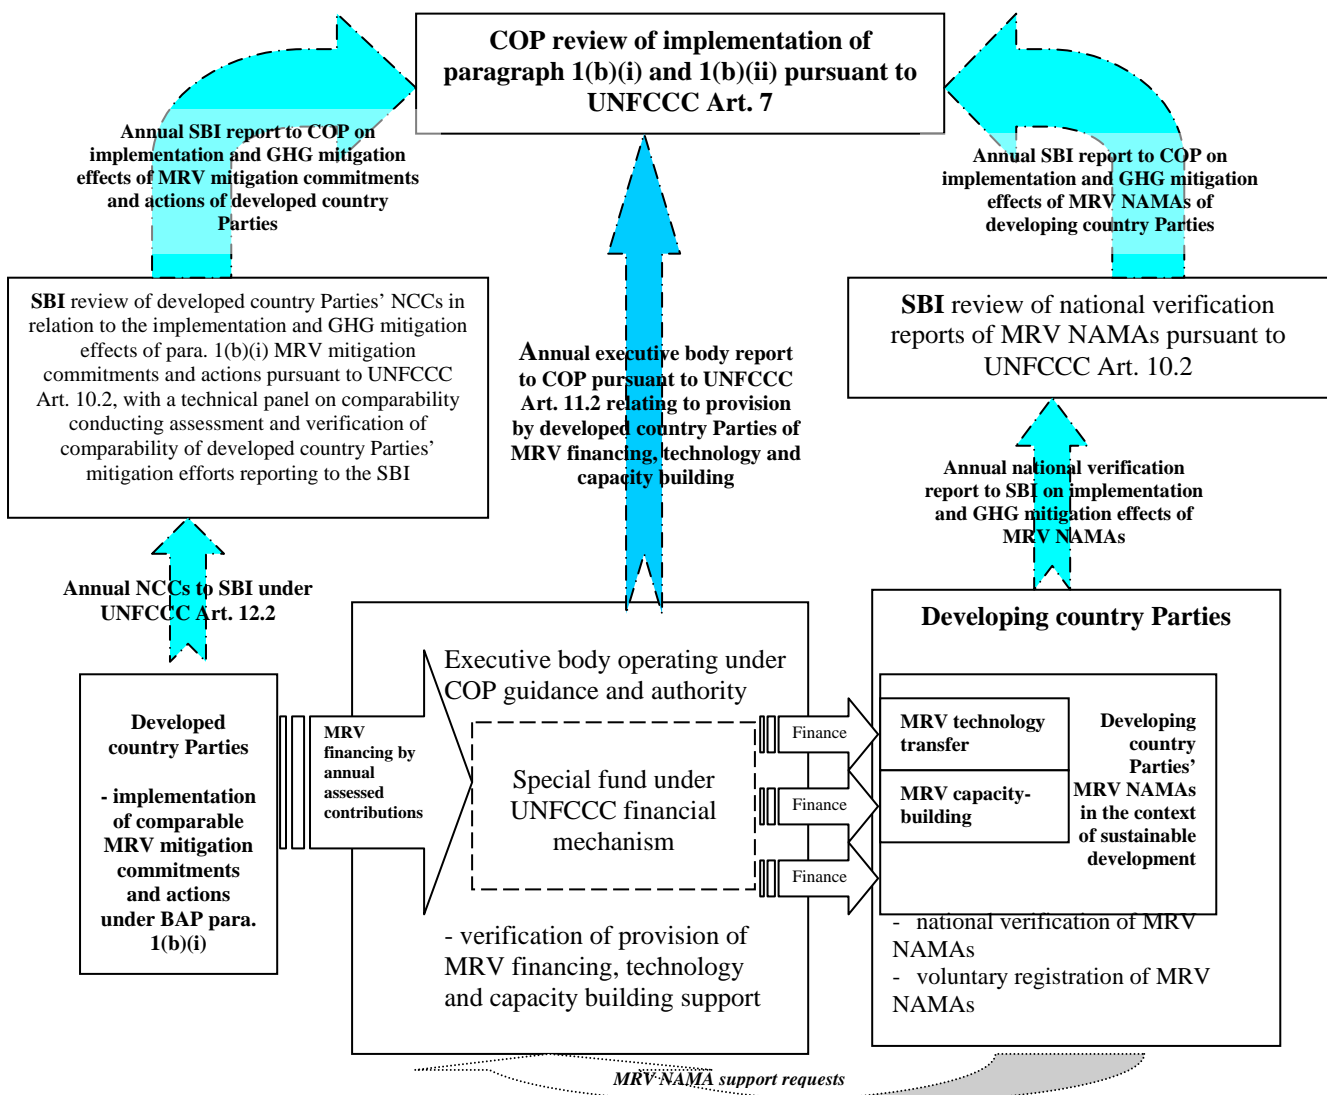 COP review of implementation of
paragraph 1(b)(i) and 1(b)(ii) pursuant to
UNFCCC Art. 7
Annual SBI report to COP on
implementation and GHG mitigation
effects of MRV mitigation commitments
and actions of developed country
Parties
Annual SBI report to COP on
implementation and GHG mitigation
effects of MRV NAMAs of
developing country Parties
SBI review of developed country Parties’ NCCs in
relation to the implementation and GHG mitigation
effects of para. 1(b)(i) MRV mitigation
commitments and actions pursuant to UNFCCC
Art. 10.2, with a technical panel on comparability
conducting assessment and verification of
comparability of developed country Parties’
mitigation efforts reporting to the SBI
Annual executive body report
to COP pursuant to UNFCCC
Art. 11.2 relating to provision
by developed country Parties of
MRV financing, technology and
capacity building
SBI review of national verification
reports of MRV NAMAs pursuant to
UNFCCC Art. 10.2
Annual national verification
report to SBI on implementation
and GHG mitigation effects of
MRV NAMAs
Annual NCCs to SBI under
UNFCCC Art. 12.2
Developed
country Parties
- implementation
of comparable
MRV mitigation
commitments
and actions
under BAP para.
1(b)(i)
MRV
financing by
annual
assessed
contributions
Executive body operating under
COP guidance and authority
Special fund under
UNFCCC financial
mechanism
- verification of provision of
MRV financing, technology
and capacity building support
Finance
Finance
Finance
Developing country Parties
MRV technology
transfer
MRV capacity-
building
Developing
country
Parties’
MRV NAMAs
in the context
of sustainable
development
- national verification of MRV
NAMAs
- voluntary registration of MRV
NAMAs
MRV NAMA support requests